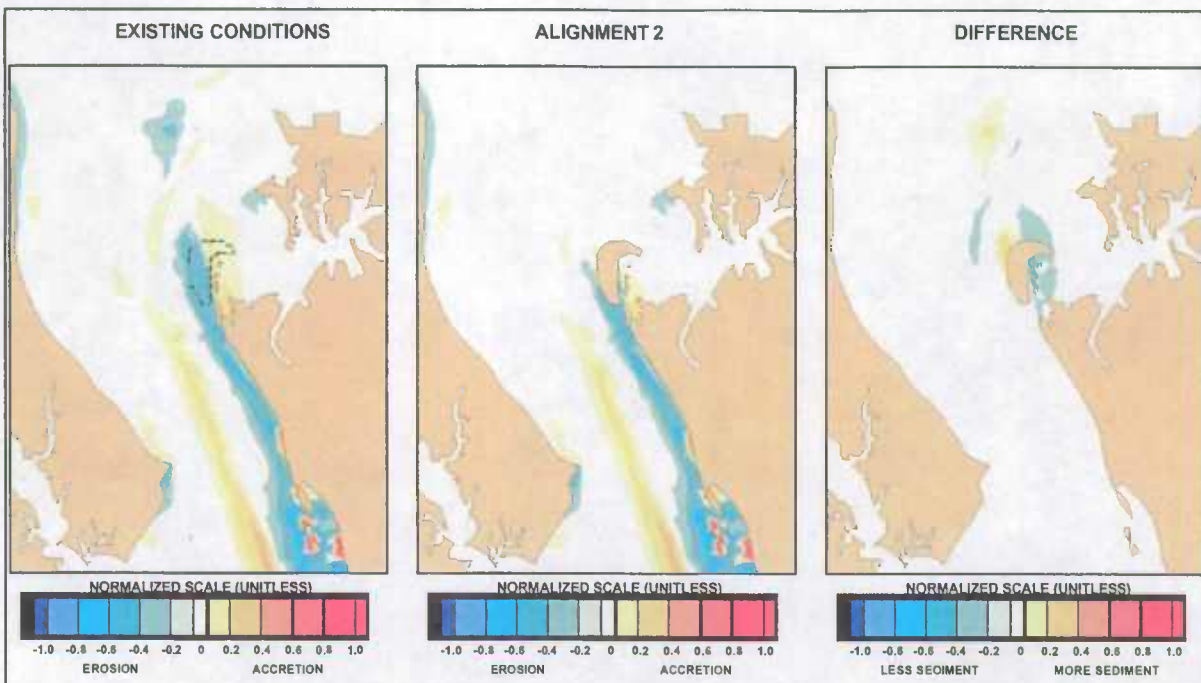 EXISTING CONDITIONS
ALIGNMENT 2
DIFFERENCE
NORMALIZED SCALE (UNITLESS)
-1.0 -0.8 -0.6 -0.4 -0.2 0 0.2 0.4 0.6 0.8 1.0
EROSION ACCRETION
NORMALIZED SCALE (UNITLESS)
-1.0 -0.8 -0.6 -0.4 -0.2 0 0.2 0.4 0.6 0.8 1.0
EROSION ACCRETION
NORMALIZED SCALE (UNITLESS)
-1.0 -0.8 -0.6 -0.4 -0.2 0 0.2 0.4 0.6 0.8 1.0
LESS SEDIMENT MORE SEDIMENT